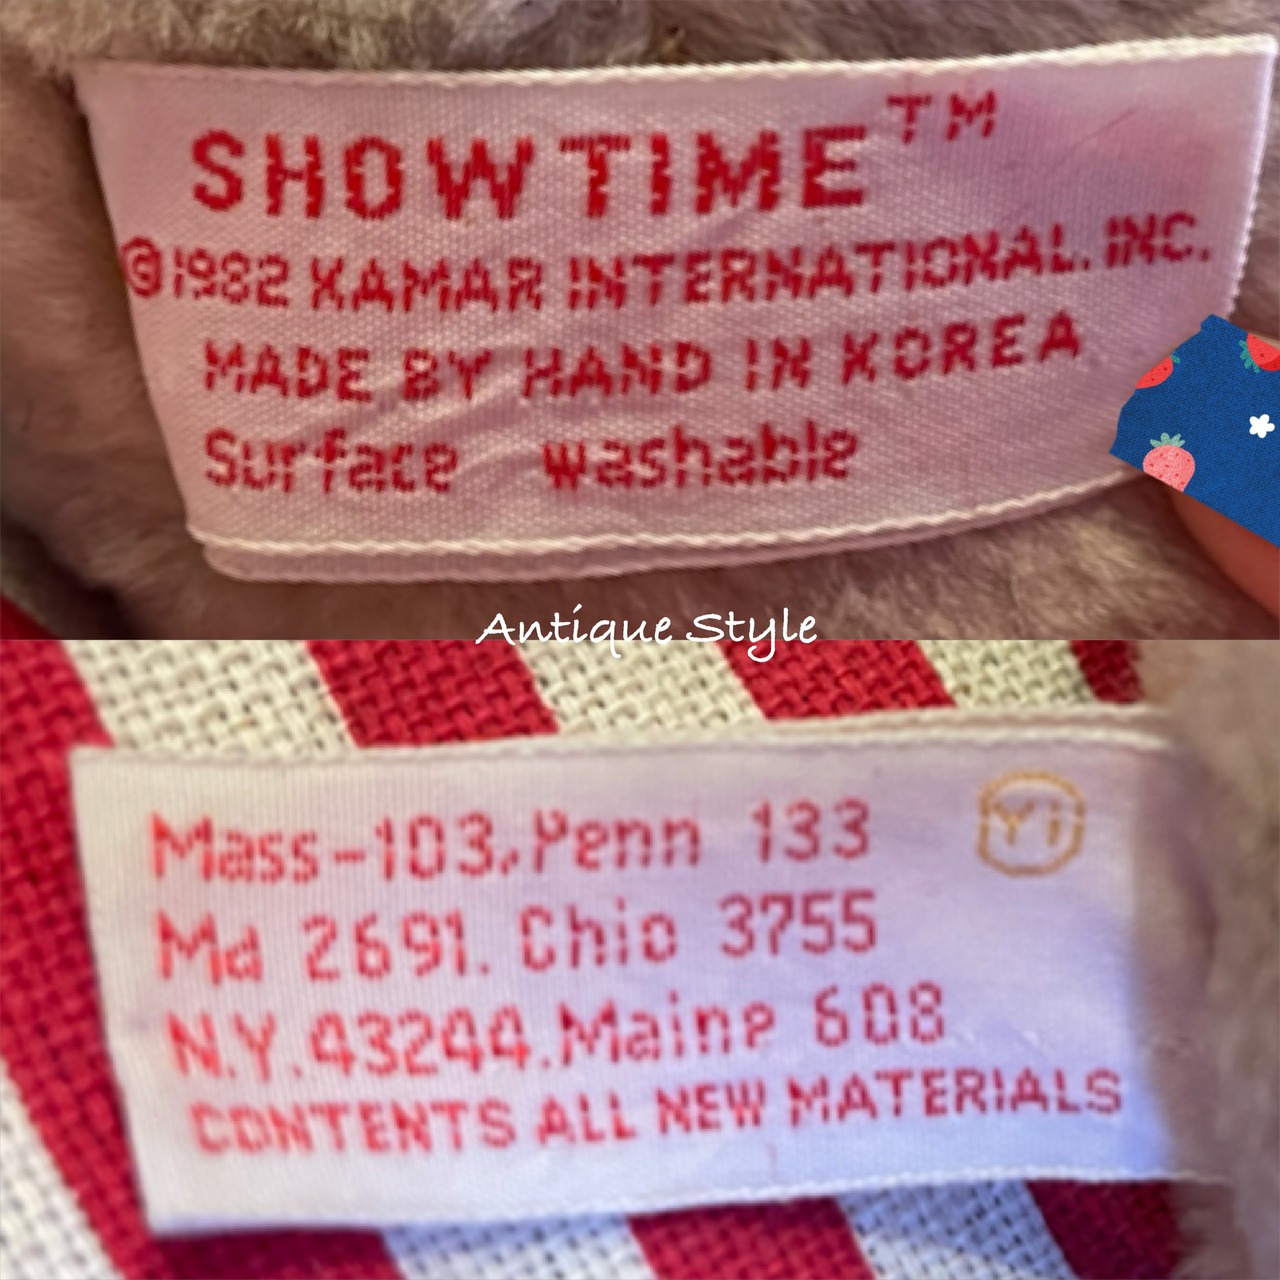 SHOWTIME™
©1982 KAMAR INTERNATIONAL. INC.
MADE BY HAND IN KOREA
Surface washable
Antique Style
Mass-103, Penn 133
Yi
Md 2691. Ohio 3755
N.Y. 43244. Maine 608
CONTENTS ALL NEW MATERIALS